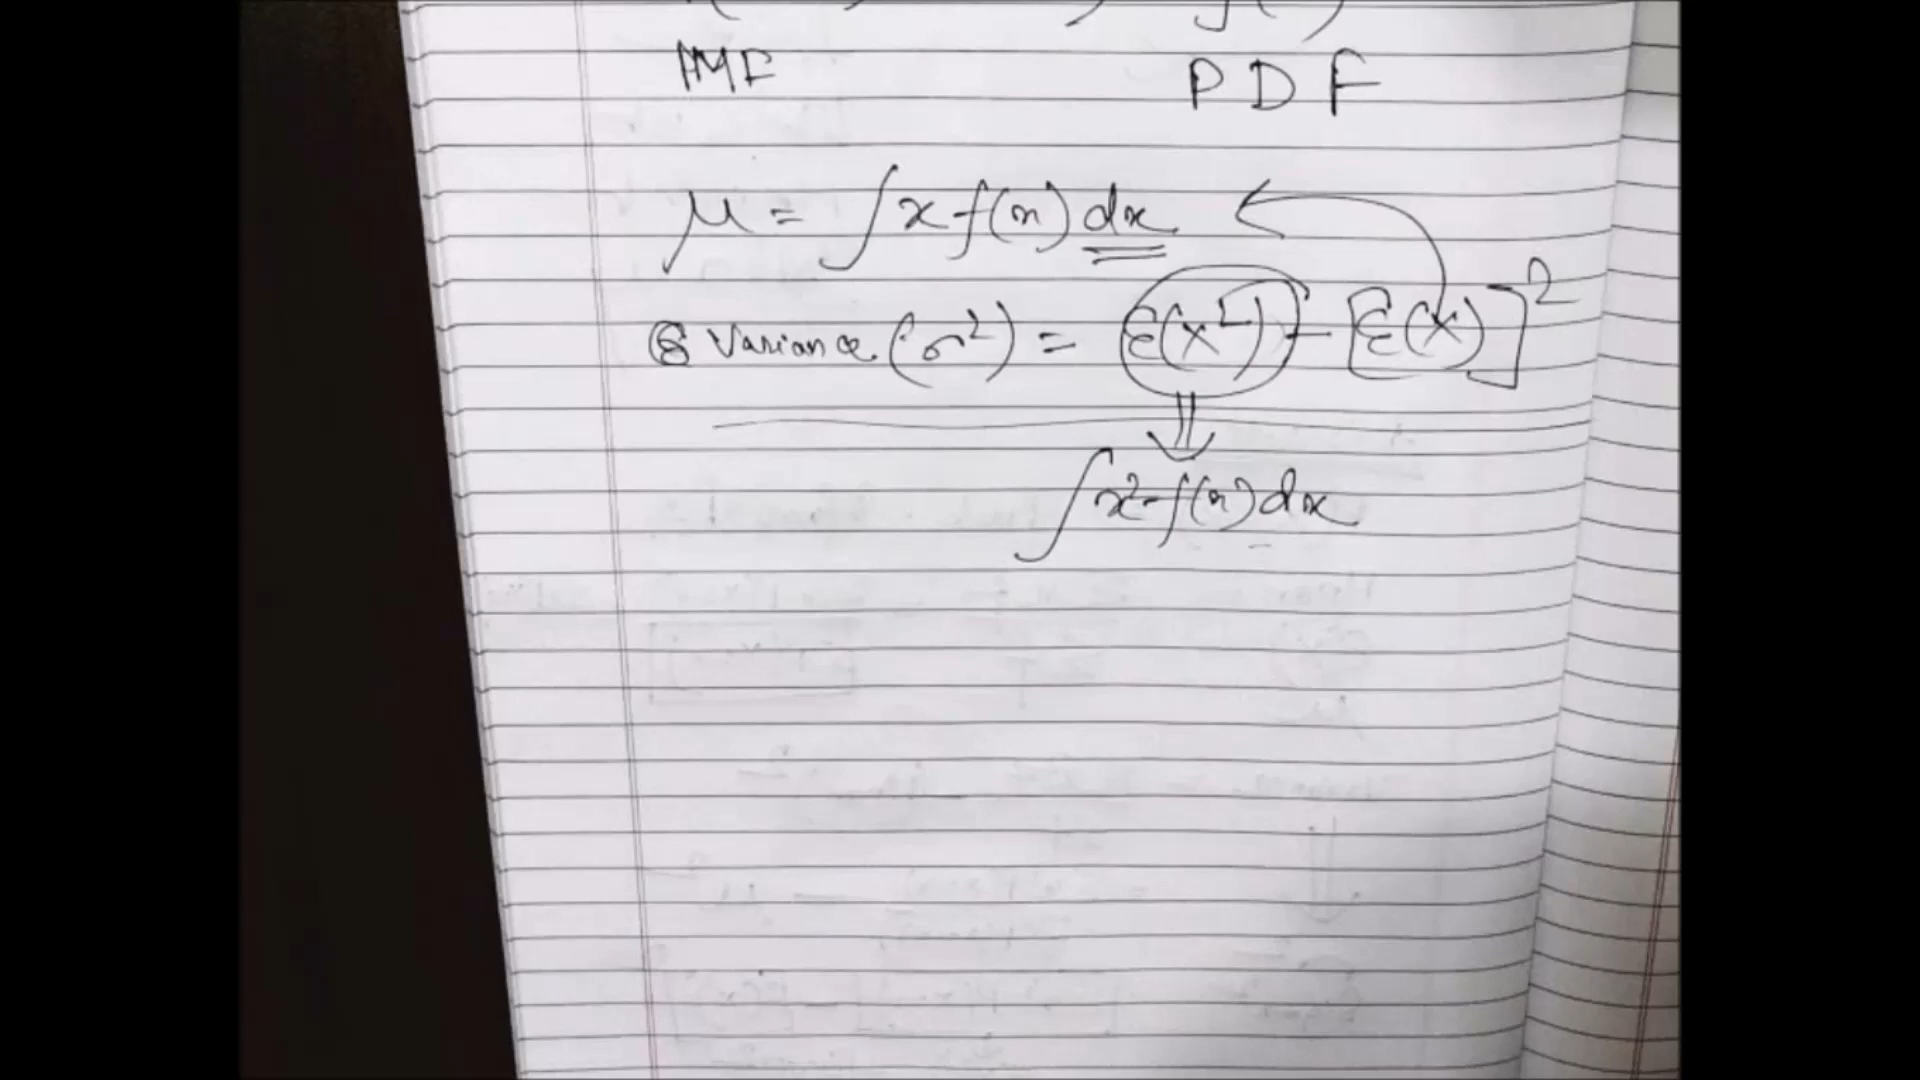 PMF PDF
μ = ∫ x f(x) dx
Variance (σ²) = E(X²) - [E(X)]²
∫ x² f(x) dx